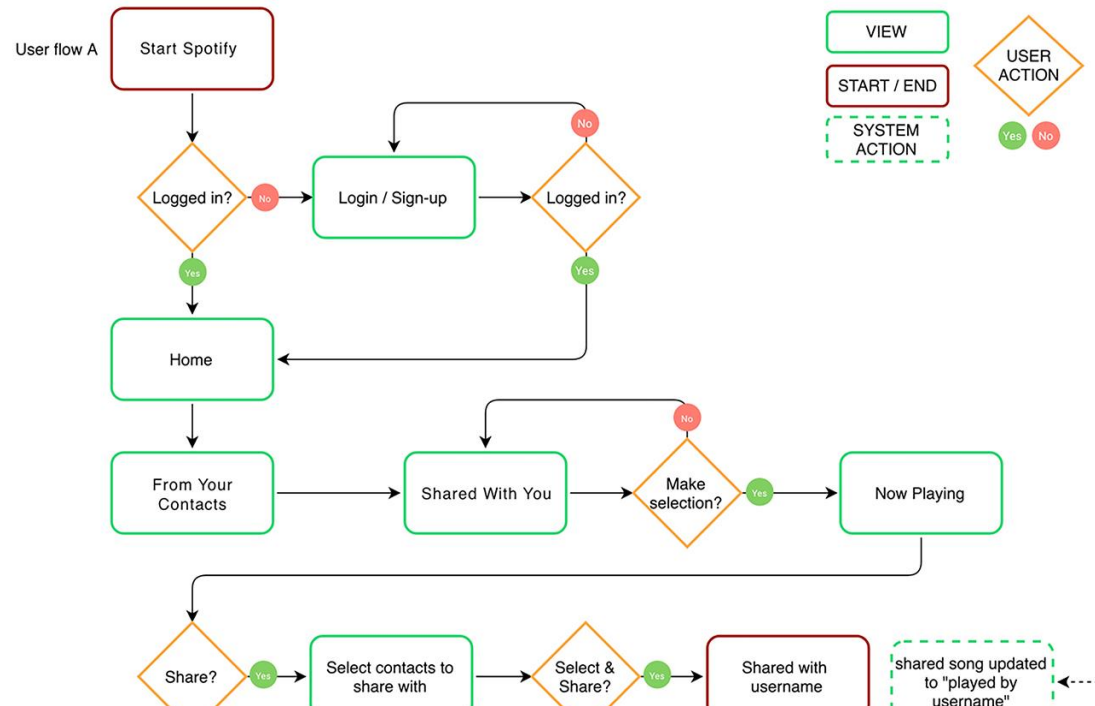 User flow A
Start Spotify
VIEW
START / END
SYSTEM
ACTION
USER
ACTION
Yes
No
No
Logged in?
No
Login / Sign-up
Logged in?
Yes
Yes
Home
No
From Your
Contacts
Shared With You
Make
selection?
Yes
Now Playing
Share?
Yes
Select contacts to
share with
Select &
Share?
Yes
Shared with
username
shared song updated
to "played by
username"